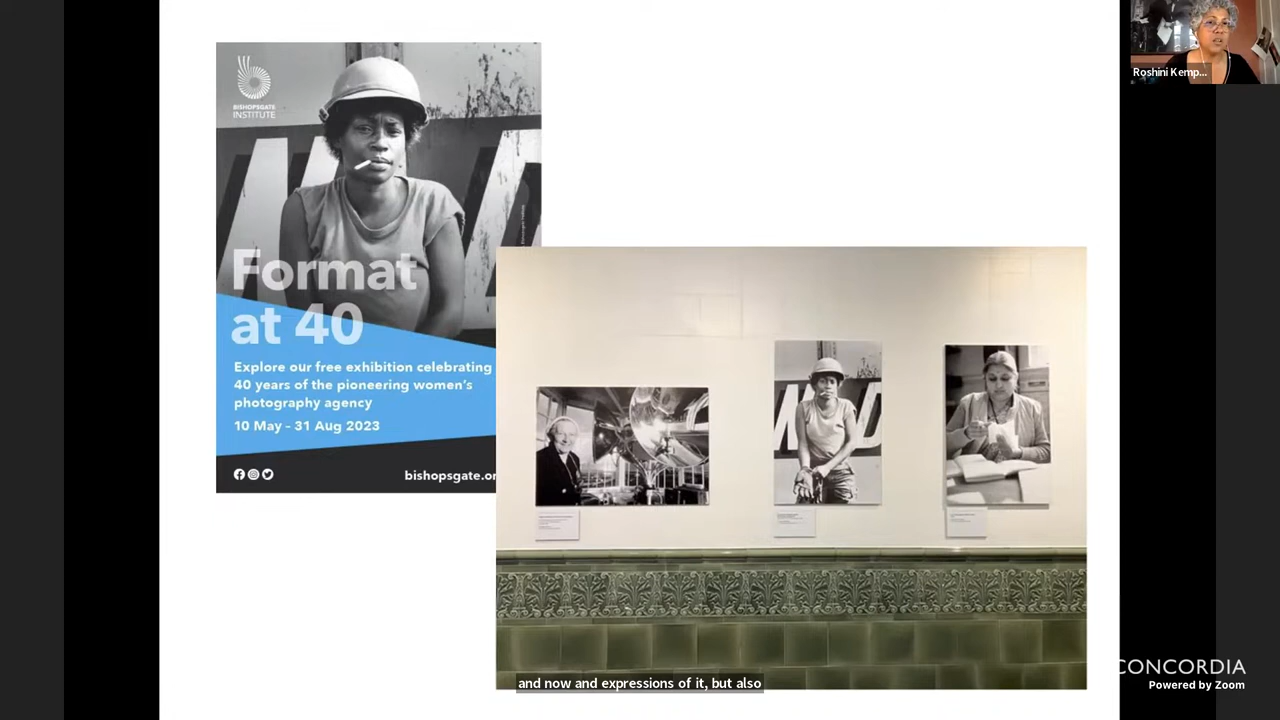 BISHOPSGATE
INSTITUTE
Format
at 40
Explore our free exhibition celebrating
40 years of the pioneering women's
photography agency
10 May – 31 Aug 2023
bishopsgate.or
Roshini Kemp...
and now and expressions of it, but also
CONCORDIA
Powered by Zoom